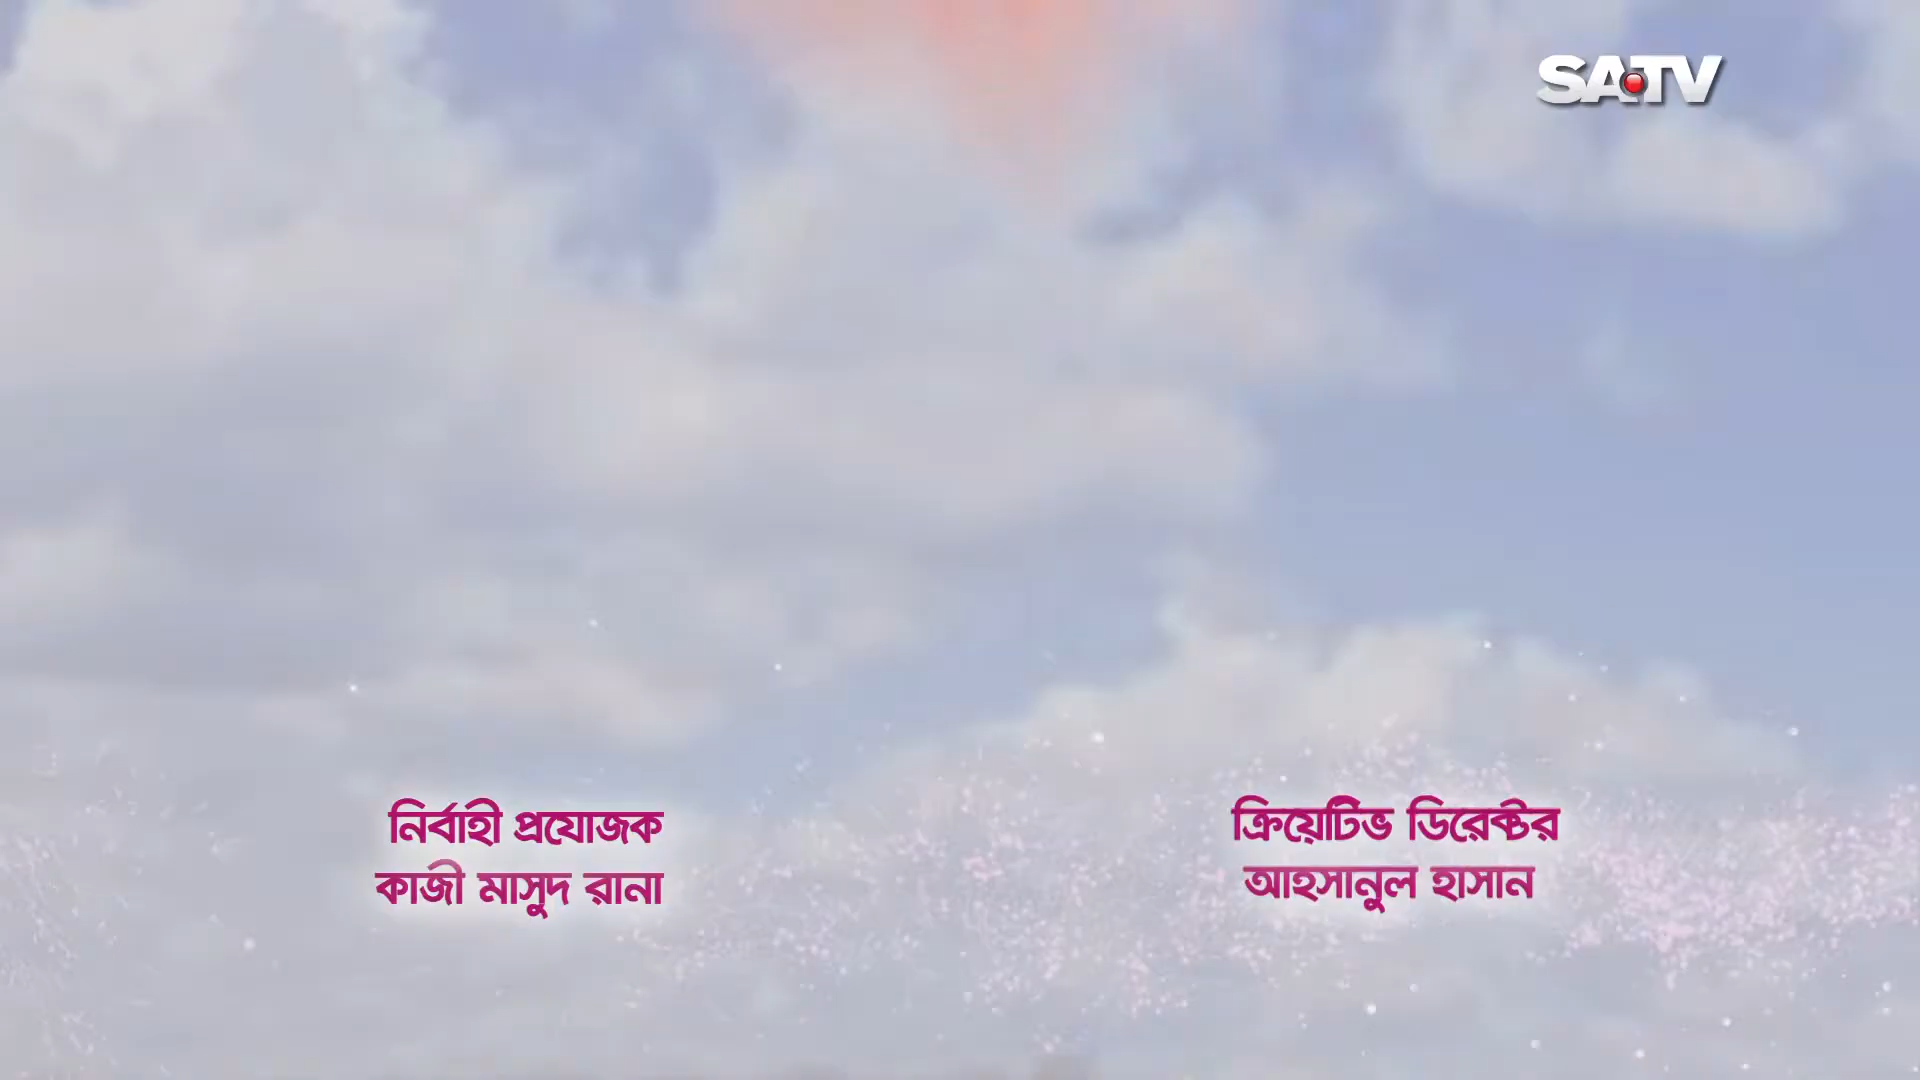 SATV
নির্বাহী প্রযোজক
কাজী মাসুদ রানা
ক্রিয়েটিভ ডিরেক্টর
আহসানুল হাসান